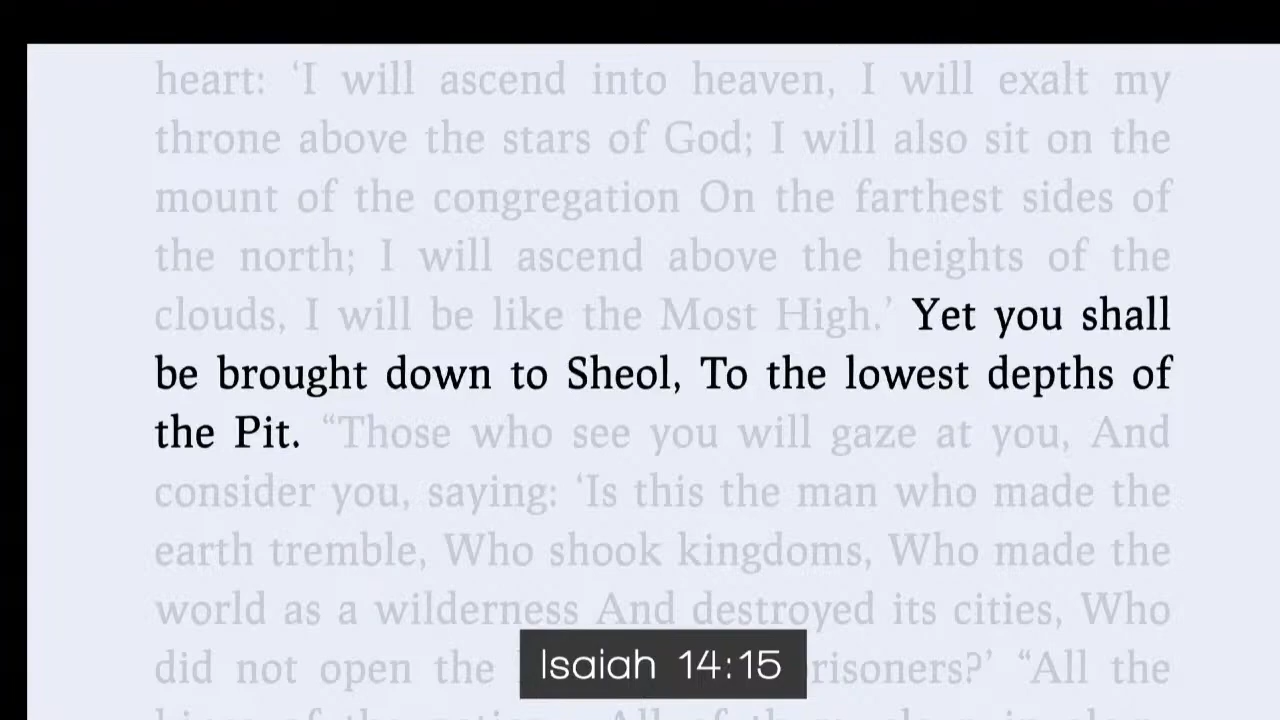 heart: ‘I will ascend into heaven, I will exalt my
throne above the stars of God; I will also sit on the
mount of the congregation On the farthest sides of
the north; I will ascend above the heights of the
clouds, I will be like the Most High.’ Yet you shall
be brought down to Sheol, To the lowest depths of
the Pit. “Those who see you will gaze at you, And
consider you, saying: ‘Is this the man who made the
earth tremble, Who shook kingdoms, Who made the
world as a wilderness And destroyed its cities, Who
did not open the risoners?’ “All the
Isaiah 14:15